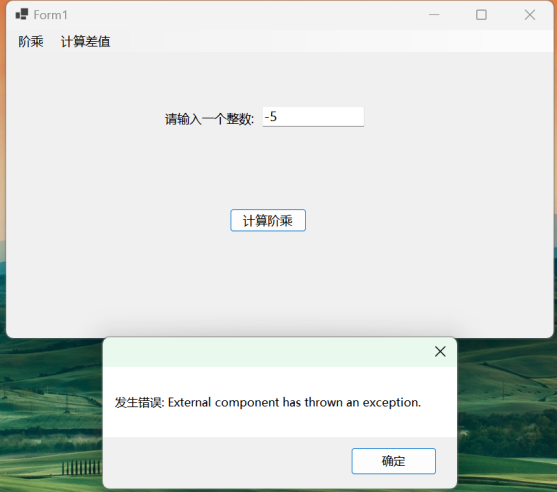 Form1
阶乘 计算差值
请输入一个整数: -5
计算阶乘
发生错误: External component has thrown an exception.
确定